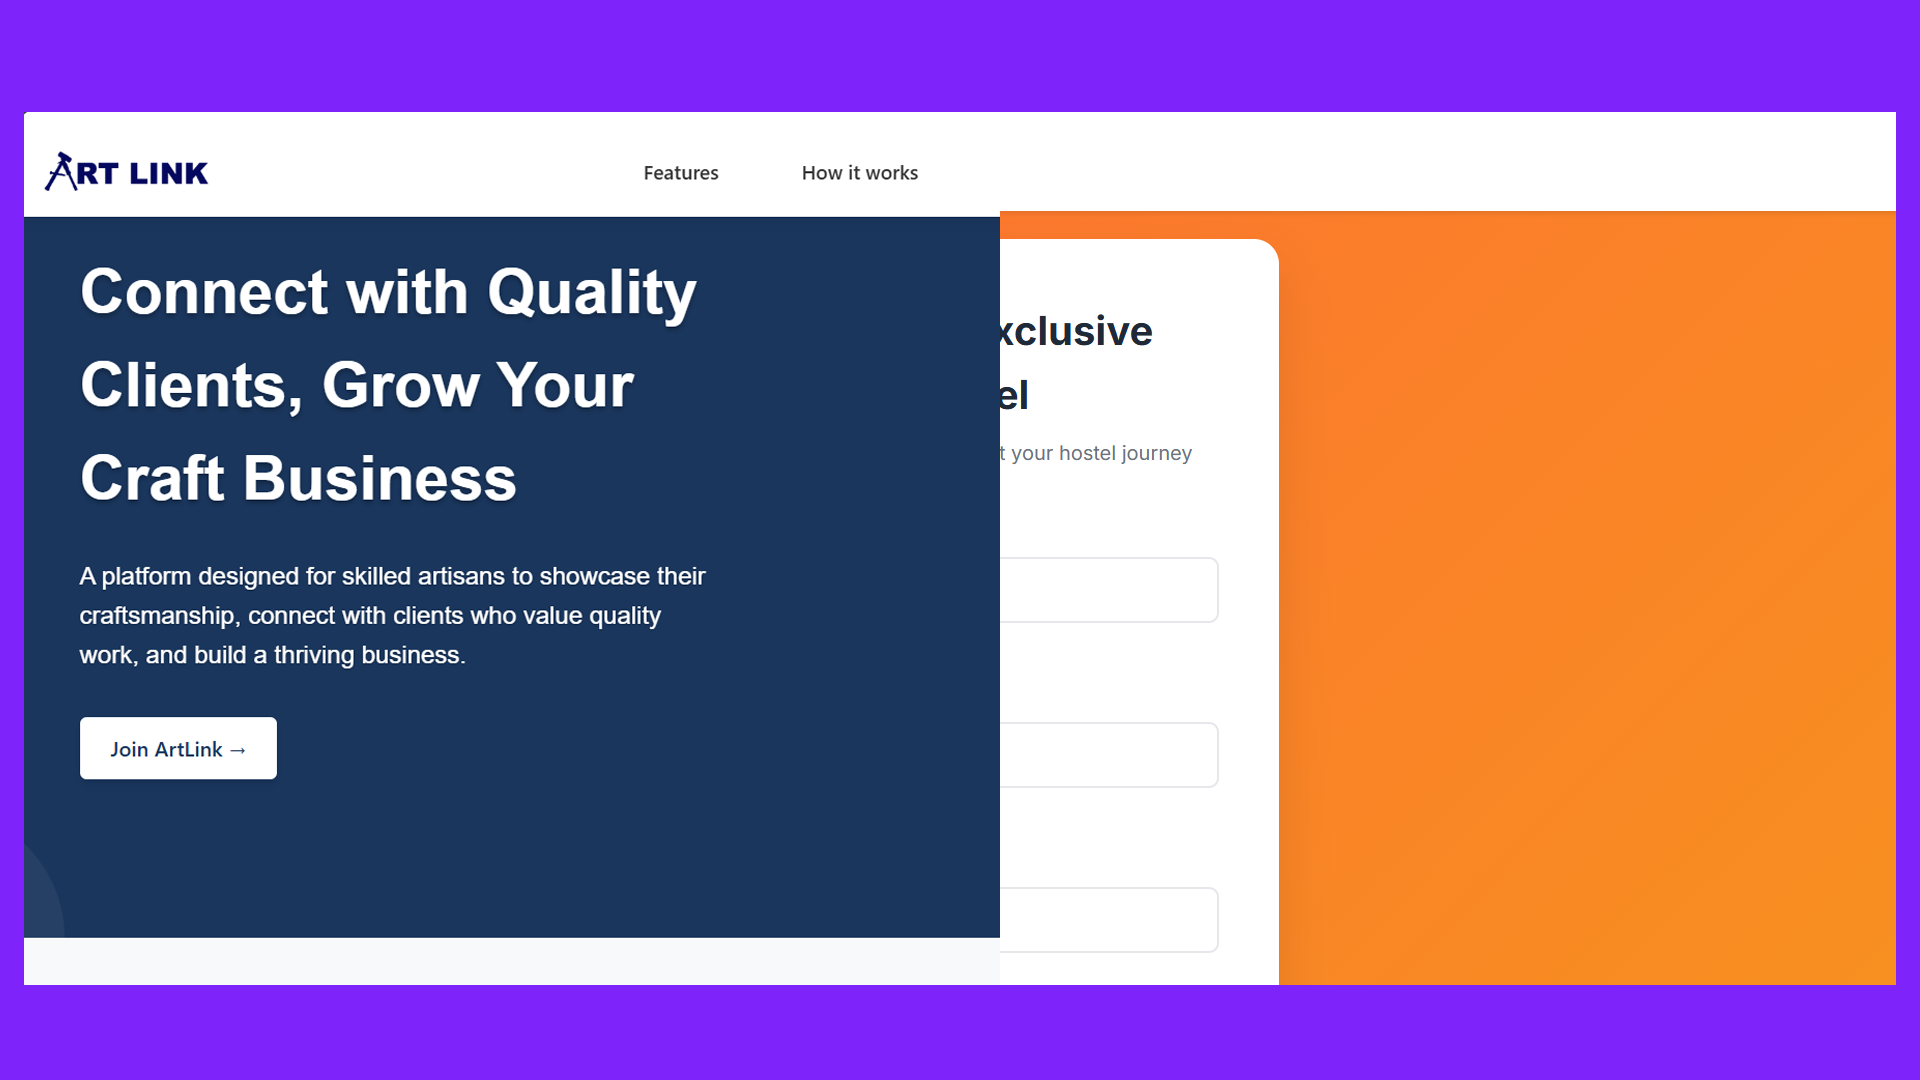 ART LINK
Features
How it works
Connect with Quality
Clients, Grow Your
Craft Business
A platform designed for skilled artisans to showcase their
craftsmanship, connect with clients who value quality
work, and build a thriving business.
Join ArtLink →
xclusive
el
t your hostel journey